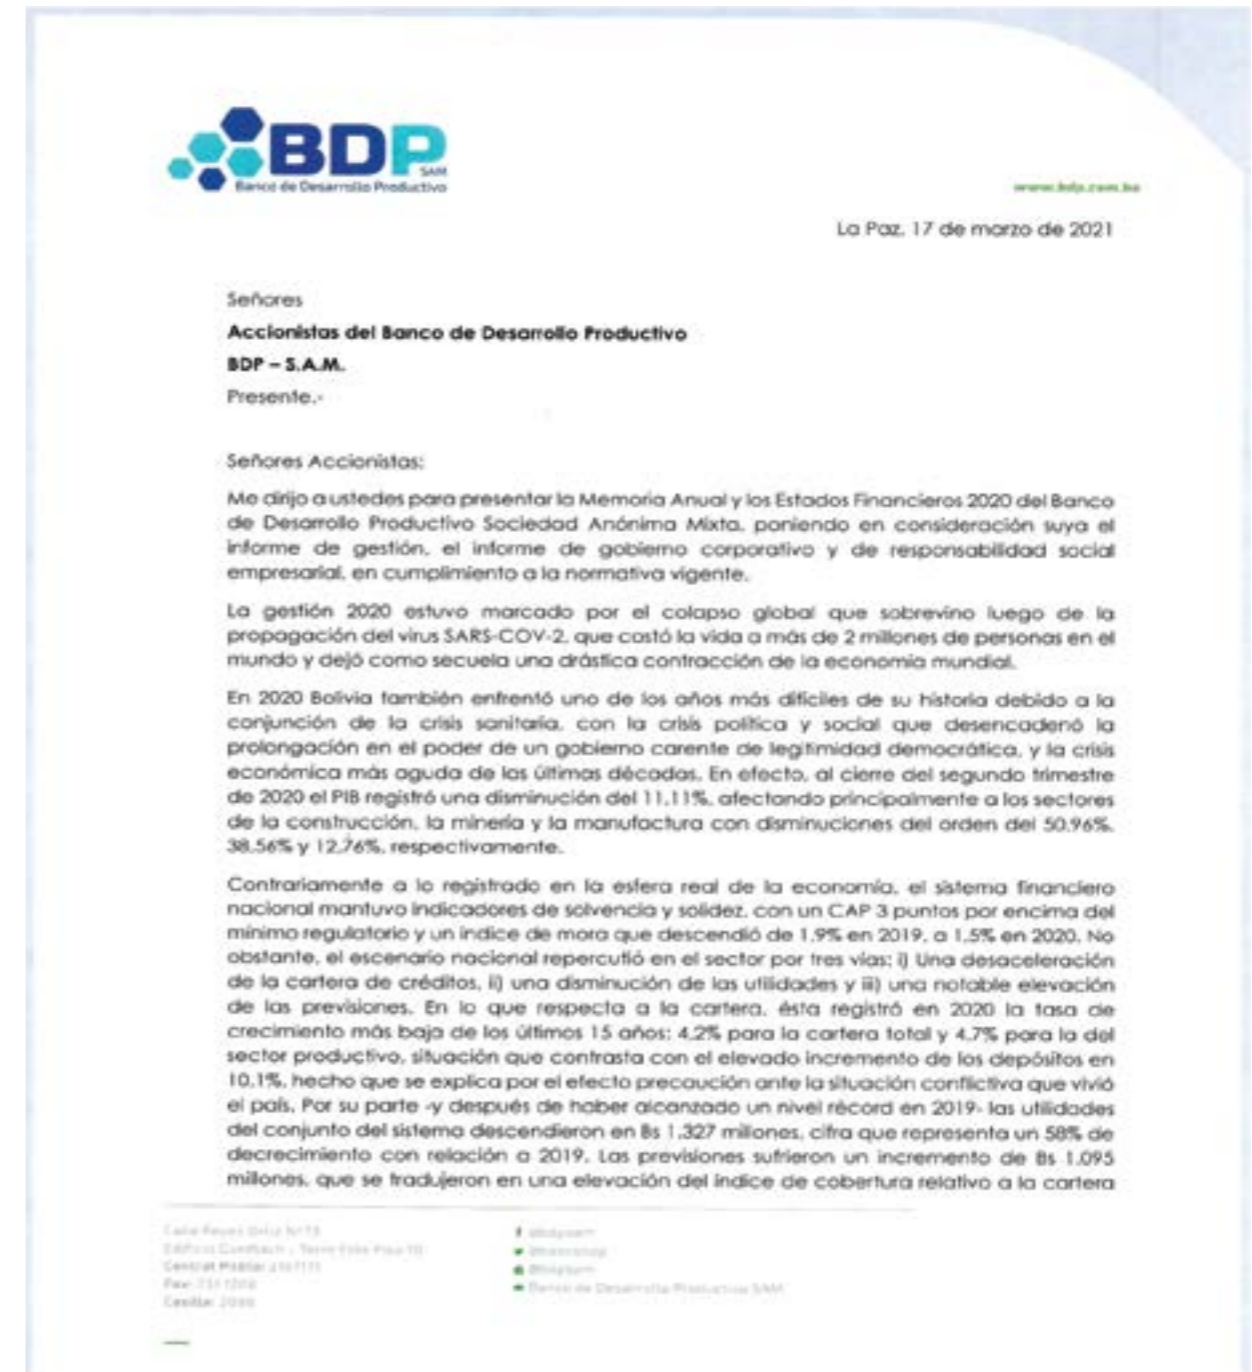 BDP
SAM
Banco de Desarrollo Productivo
www.bdp.com.bo
La Paz, 17 de marzo de 2021
Señores
Accionistas del Banco de Desarrollo Productivo
BDP – S.A.M.
Presente.-
Señores Accionistas:
Me dirijo a ustedes para presentar la Memoria Anual y los Estados Financieros 2020 del Banco
de Desarrollo Productivo Sociedad Anónima Mixta, poniendo en consideración suya el
informe de gestión, el informe de gobierno corporativo y de responsabilidad social
empresarial, en cumplimiento a la normativa vigente.
La gestión 2020 estuvo marcado por el colapso global que sobrevino luego de la
propagación del virus SARS-COV-2, que costó la vida a más de 2 millones de personas en el
mundo y dejó como secuela una drástica contracción de la economía mundial.
En 2020 Bolivia también enfrentó uno de los años más difíciles de su historia debido a la
conjunción de la crisis sanitaria, con la crisis política y social que desencadenó la
prolongación en el poder de un gobierno carente de legitimidad democrática, y la crisis
económica más aguda de las últimas décadas. En efecto, al cierre del segundo trimestre
de 2020 el PIB registró una disminución del 11,11%, afectando principalmente a los sectores
de la construcción, la minería y la manufactura con disminuciones del orden del 50,96%,
38,56% y 12,76%, respectivamente.
Contrariamente a lo registrado en la esfera real de la economía, el sistema financiero
nacional mantuvo indicadores de solvencia y solidez, con un CAP 3 puntos por encima del
mínimo regulatorio y un índice de mora que descendió de 1,9% en 2019, a 1,5% en 2020. No
obstante, el escenario nacional repercutió en el sector por tres vías: i) Una desaceleración
de la cartera de créditos, ii) una disminución de las utilidades y iii) una notable elevación
de las previsiones. En lo que respecta a la cartera, ésta registró en 2020 la tasa de
crecimiento más baja de los últimos 15 años: 4,2% para la cartera total y 4,7% para la del
sector productivo, situación que contrasta con el elevado incremento de los depósitos en
10,1%, hecho que se explica por el efecto precaución ante la situación conflictiva que vivió
el país. Por su parte -y después de haber alcanzado un nivel récord en 2019- las utilidades
del conjunto del sistema descendieron en Bs 1.327 millones, cifra que representa un 58% de
decrecimiento con relación a 2019. Las previsiones sufrieron un incremento de Bs 1.095
millones, que se tradujeron en una elevación del índice de cobertura relativo a la cartera
Central Piloto:
Fax:
Casilla:
Banco de Desarrollo Productivo SAM